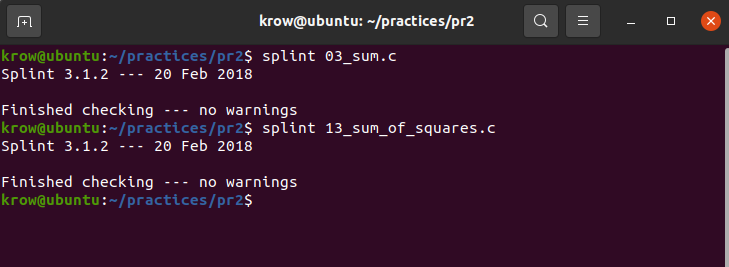 krow@ubuntu: ~/practices/pr2
krow@ubuntu:~/practices/pr2$ splint 03_sum.c
Splint 3.1.2 --- 20 Feb 2018
Finished checking --- no warnings
krow@ubuntu:~/practices/pr2$ splint 13_sum_of_squares.c
Splint 3.1.2 --- 20 Feb 2018
Finished checking --- no warnings
krow@ubuntu:~/practices/pr2$